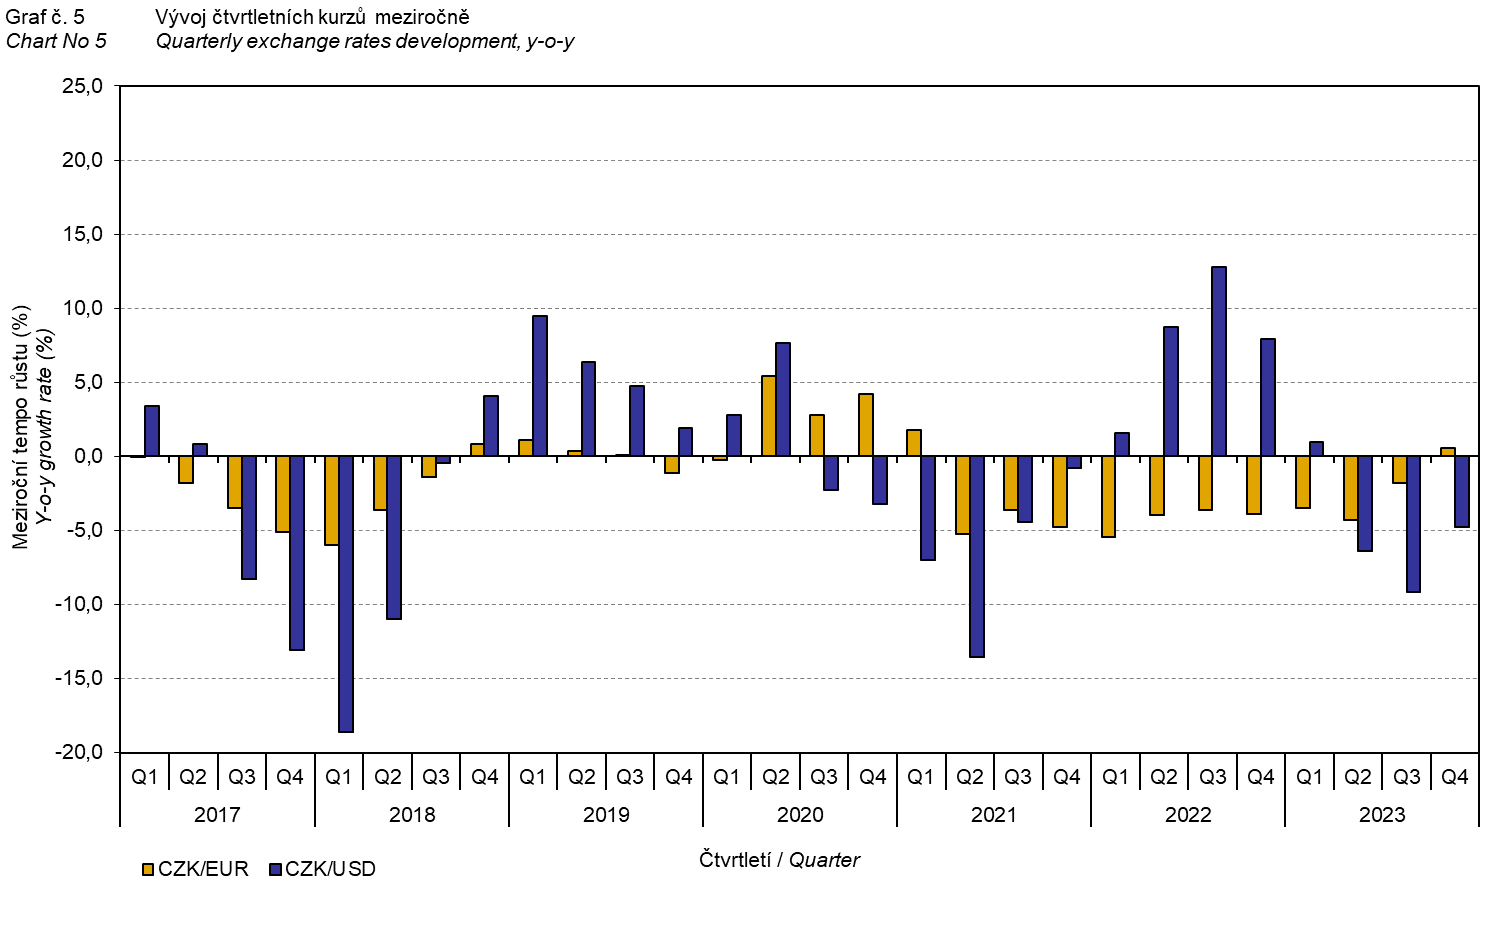 Graf č. 5 Vývoj čtvrtletních kurzů meziročně
Chart No 5 Quarterly exchange rates development, y-o-y
Meziroční tempo růstu (%)
Y-o-y growth rate (%)
25,0
20,0
15,0
10,0
5,0
0,0
-5,0
-10,0
-15,0
-20,0
Q1 Q2 Q3 Q4 Q1 Q2 Q3 Q4 Q1 Q2 Q3 Q4 Q1 Q2 Q3 Q4 Q1 Q2 Q3 Q4 Q1 Q2 Q3 Q4 Q1 Q2 Q3 Q4
2017 2018 2019 2020 2021 2022 2023
Čtvrtletí / Quarter
CZK/EUR CZK/USD